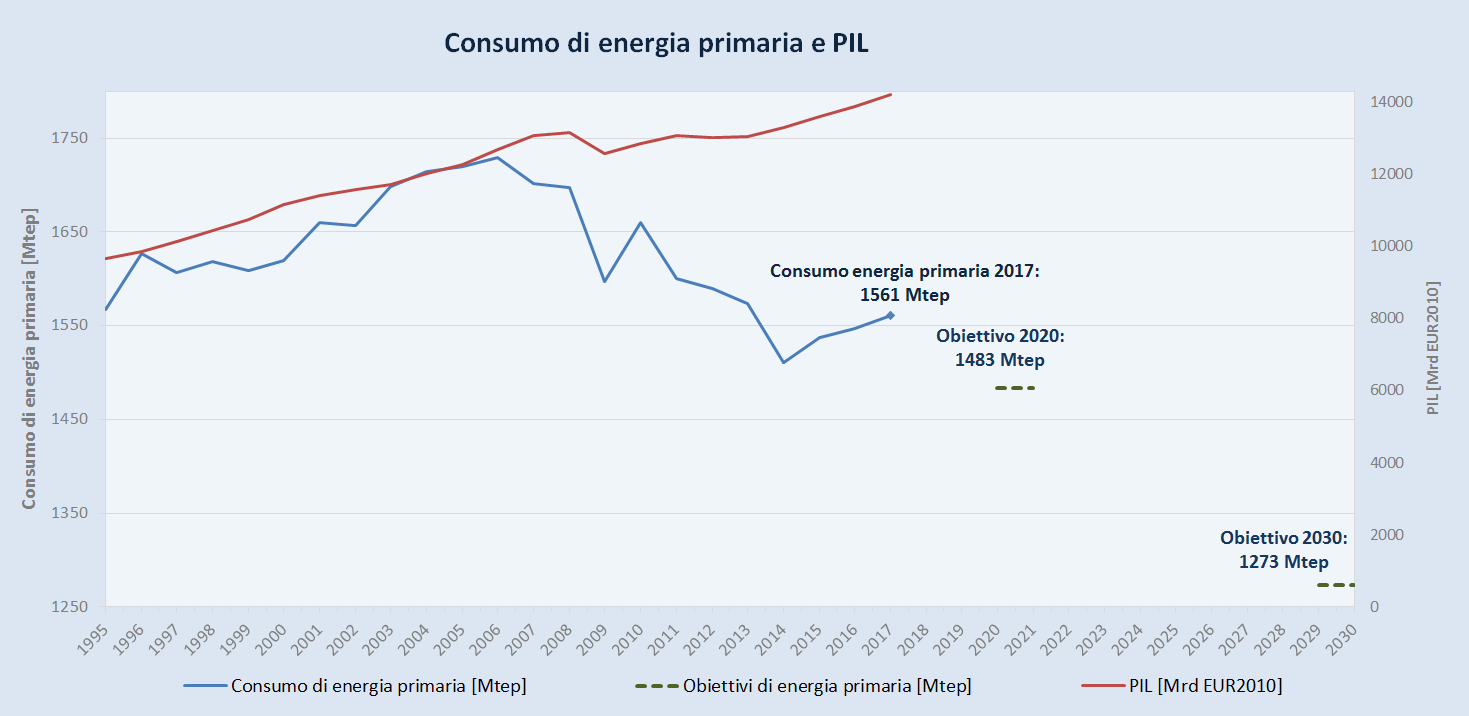 Consumo di energia primaria e PIL
Consumo di energia primaria [Mtep]
1750
1650
1550
1450
1350
1250
Consumo energia primaria 2017:
1561 Mtep
Obiettivo 2020:
1483 Mtep
Obiettivo 2030:
1273 Mtep
14000
12000
10000
8000
6000
4000
2000
0
PIL [Mrd EUR2010]
1995 1996 1997 1998 1999 2000 2001 2002 2003 2004 2005 2006 2007 2008 2009 2010 2011 2012 2013 2014 2015 2016 2017 2018 2019 2020 2021 2022 2023 2024 2025 2026 2027 2028 2029 2030
Consumo di energia primaria [Mtep] Obiettivi di energia primaria [Mtep] PIL [Mrd EUR2010]